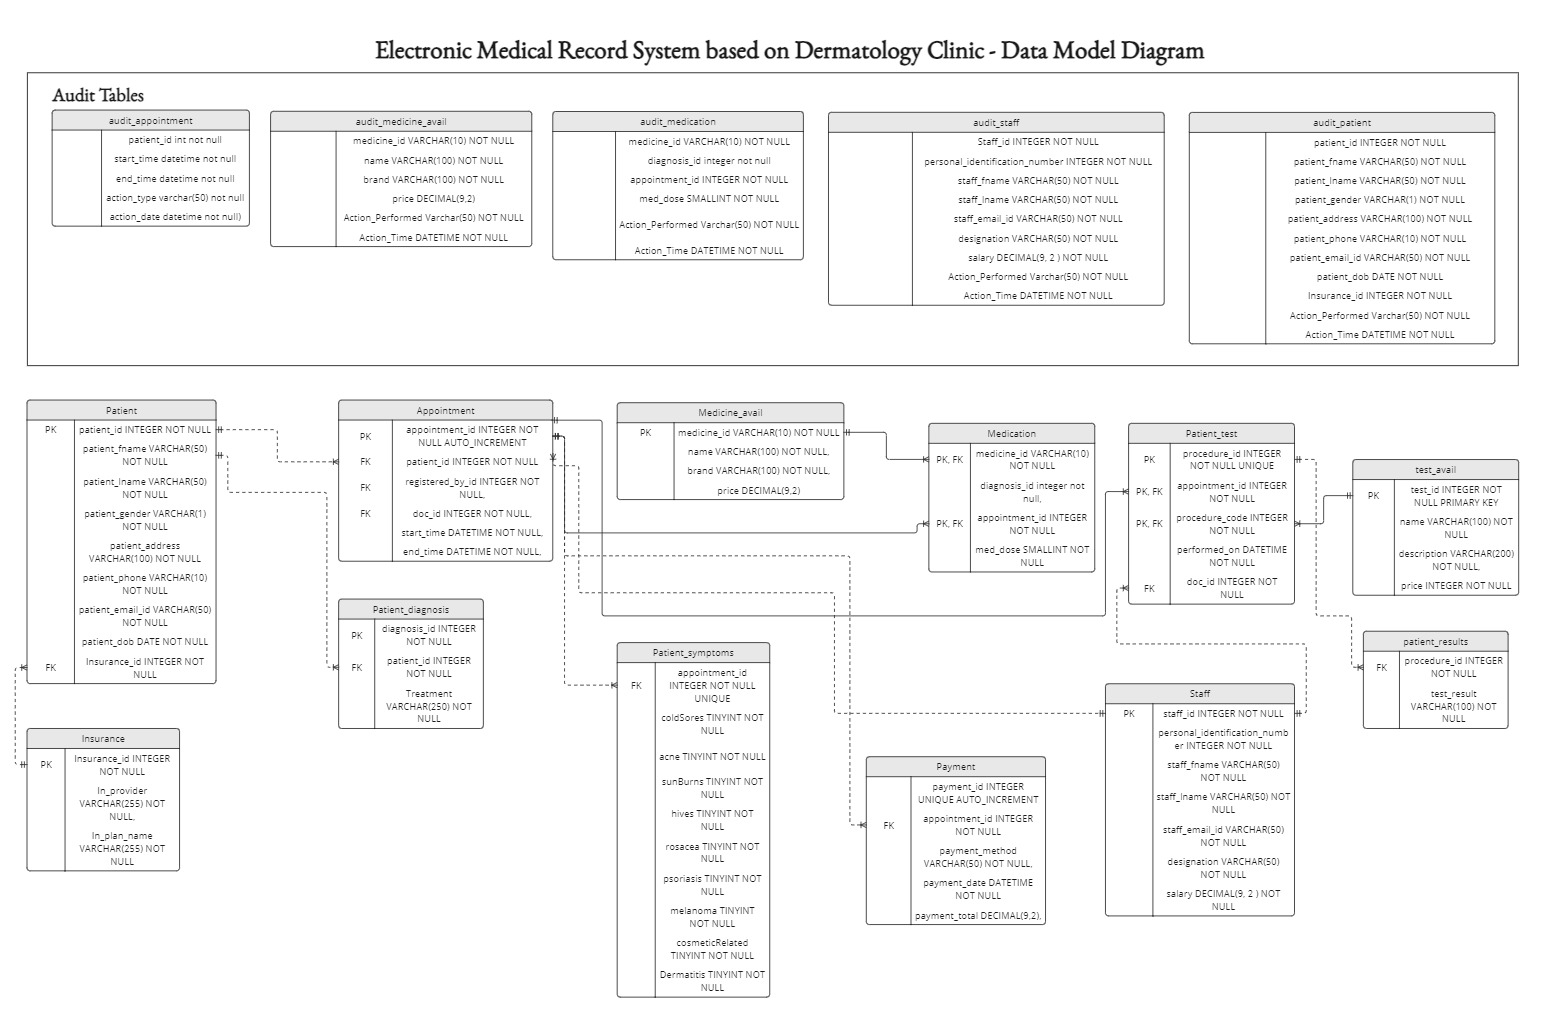 Electronic Medical Record System based on Dermatology Clinic - Data Model Diagram
Audit Tables
audit_appointment
patient_id int not null
start_time datetime not null
end_time datetime not null
action_type varchar(50) not null
action_date datetime not null)
audit_medicine_avail
medicine_id VARCHAR(10) NOT NULL
name VARCHAR(100) NOT NULL
brand VARCHAR(100) NOT NULL
price DECIMAL(9,2)
Action_Performed Varchar(50) NOT NULL
Action_Time DATETIME NOT NULL
audit_medication
medicine_id VARCHAR(10) NOT NULL
diagnosis_id integer not null
appointment_id INTEGER NOT NULL
med_dose SMALLINT NOT NULL
Action_Performed Varchar(50) NOT NULL
Action_Time DATETIME NOT NULL
audit_staff
Staff_id INTEGER NOT NULL
personal_identification_number INTEGER NOT NULL
staff_fname VARCHAR(50) NOT NULL
staff_lname VARCHAR(50) NOT NULL
staff_email_id VARCHAR(50) NOT NULL
designation VARCHAR(50) NOT NULL
salary DECIMAL(9, 2 ) NOT NULL
Action_Performed Varchar(50) NOT NULL
Action_Time DATETIME NOT NULL
audit_patient
patient_id INTEGER NOT NULL
patient_fname VARCHAR(50) NOT NULL
patient_lname VARCHAR(50) NOT NULL
patient_gender VARCHAR(1) NOT NULL
patient_address VARCHAR(100) NOT NULL
patient_phone VARCHAR(10) NOT NULL
patient_email_id VARCHAR(50) NOT NULL
patient_dob DATE NOT NULL
Insurance_id INTEGER NOT NULL
Action_Performed Varchar(50) NOT NULL
Action_Time DATETIME NOT NULL
Patient
PK patient_id INTEGER NOT NULL
patient_fname VARCHAR(50)
NOT NULL
patient_lname VARCHAR(50)
NOT NULL
patient_gender VARCHAR(1)
NOT NULL
patient_address
VARCHAR(100) NOT NULL
patient_phone VARCHAR(10)
NOT NULL
patient_email_id VARCHAR(50)
NOT NULL
patient_dob DATE NOT NULL
FK Insurance_id INTEGER NOT
NULL
Insurance
PK Insurance_id INTEGER
NOT NULL
In_provider
VARCHAR(255) NOT
NULL,
In_plan_name
VARCHAR(255) NOT
NULL
Appointment
PK appointment_id INTEGER NOT
NULL AUTO_INCREMENT
FK patient_id INTEGER NOT NULL
FK registered_by_id INTEGER NOT
NULL,
FK doc_id INTEGER NOT NULL,
start_time DATETIME NOT NULL,
end_time DATETIME NOT NULL,
Patient_diagnosis
PK diagnosis_id INTEGER
NOT NULL
FK patient_id INTEGER
NOT NULL
Treatment
VARCHAR(250) NOT
NULL
Medicine_avail
PK medicine_id VARCHAR(10) NOT NULL
name VARCHAR(100) NOT NULL,
brand VARCHAR(100) NOT NULL,
price DECIMAL(9,2)
Patient_symptoms
FK appointment_id
INTEGER NOT NULL
UNIQUE
coldSores TINYINT NOT
NULL
acne TINYINT NOT NULL
sunBurns TINYINT NOT
NULL
hives TINYINT NOT
NULL
rosacea TINYINT NOT
NULL
psoriasis TINYINT NOT
NULL
melanoma TINYINT
NOT NULL
cosmeticRelated
TINYINT NOT NULL
Dermatitis TINYINT NOT
NULL
Medication
PK, FK medicine_id VARCHAR(10)
NOT NULL
diagnosis_id integer not
null,
PK, FK appointment_id INTEGER
NOT NULL
med_dose SMALLINT NOT
NULL
Payment
payment_id INTEGER
UNIQUE AUTO_INCREMENT
FK appointment_id INTEGER
NOT NULL
payment_method
VARCHAR(50) NOT NULL,
payment_date DATETIME
NOT NULL
payment_total DECIMAL(9,2),
Patient_test
PK procedure_id INTEGER
NOT NULL UNIQUE
PK, FK appointment_id INTEGER
NOT NULL
PK, FK procedure_code INTEGER
NOT NULL
performed_on DATETIME
NOT NULL
FK doc_id INTEGER NOT
NULL
Staff
PK staff_id INTEGER NOT NULL
personal_identification_numb
er INTEGER NOT NULL
staff_fname VARCHAR(50)
NOT NULL
staff_lname VARCHAR(50) NOT
NULL
staff_email_id VARCHAR(50)
NOT NULL
designation VARCHAR(50)
NOT NULL
salary DECIMAL(9, 2 ) NOT
NULL
test_avail
PK test_id INTEGER NOT
NULL PRIMARY KEY
name VARCHAR(100) NOT
NULL
description VARCHAR(200)
NOT NULL,
price INTEGER NOT NULL
patient_results
FK procedure_id INTEGER
NOT NULL
test_result
VARCHAR(100) NOT
NULL